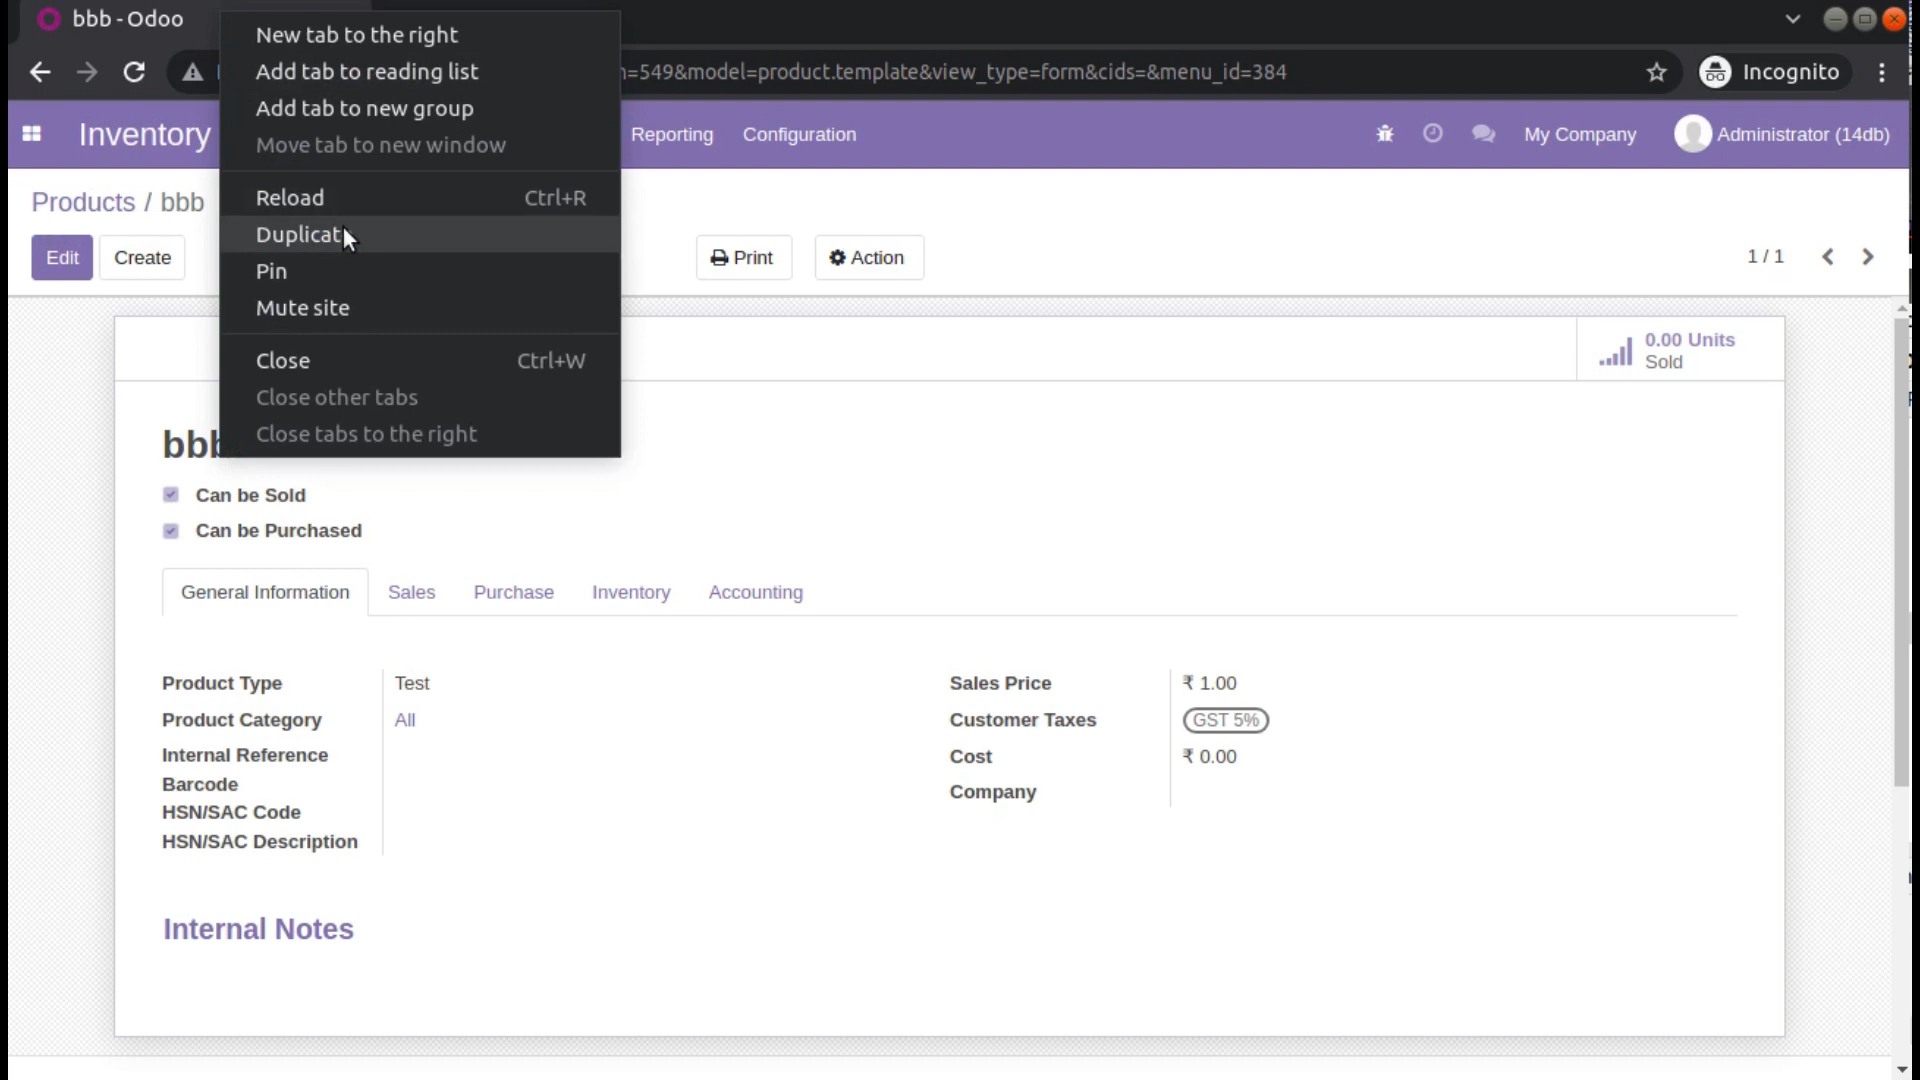 bbb - Odoo
New tab to the right
Add tab to reading list
Add tab to new group
Move tab to new window
Reload Ctrl+R
Duplicat
Pin
Mute site
Close Ctrl+W
Close other tabs
Close tabs to the right
=549&model=product.template&view_type=form&cids=&menu_id=384
Incognito
Inventory
Reporting
Configuration
My Company
Administrator (14db)
Products / bbb
Edit
Create
Print
Action
1 / 1
0.00 Units
Sold
bbb
Can be Sold
Can be Purchased
General Information
Sales
Purchase
Inventory
Accounting
Product Type Test
Product Category All
Internal Reference
Barcode
HSN/SAC Code
HSN/SAC Description
Sales Price ₹ 1.00
Customer Taxes GST 5%
Cost ₹ 0.00
Company
Internal Notes